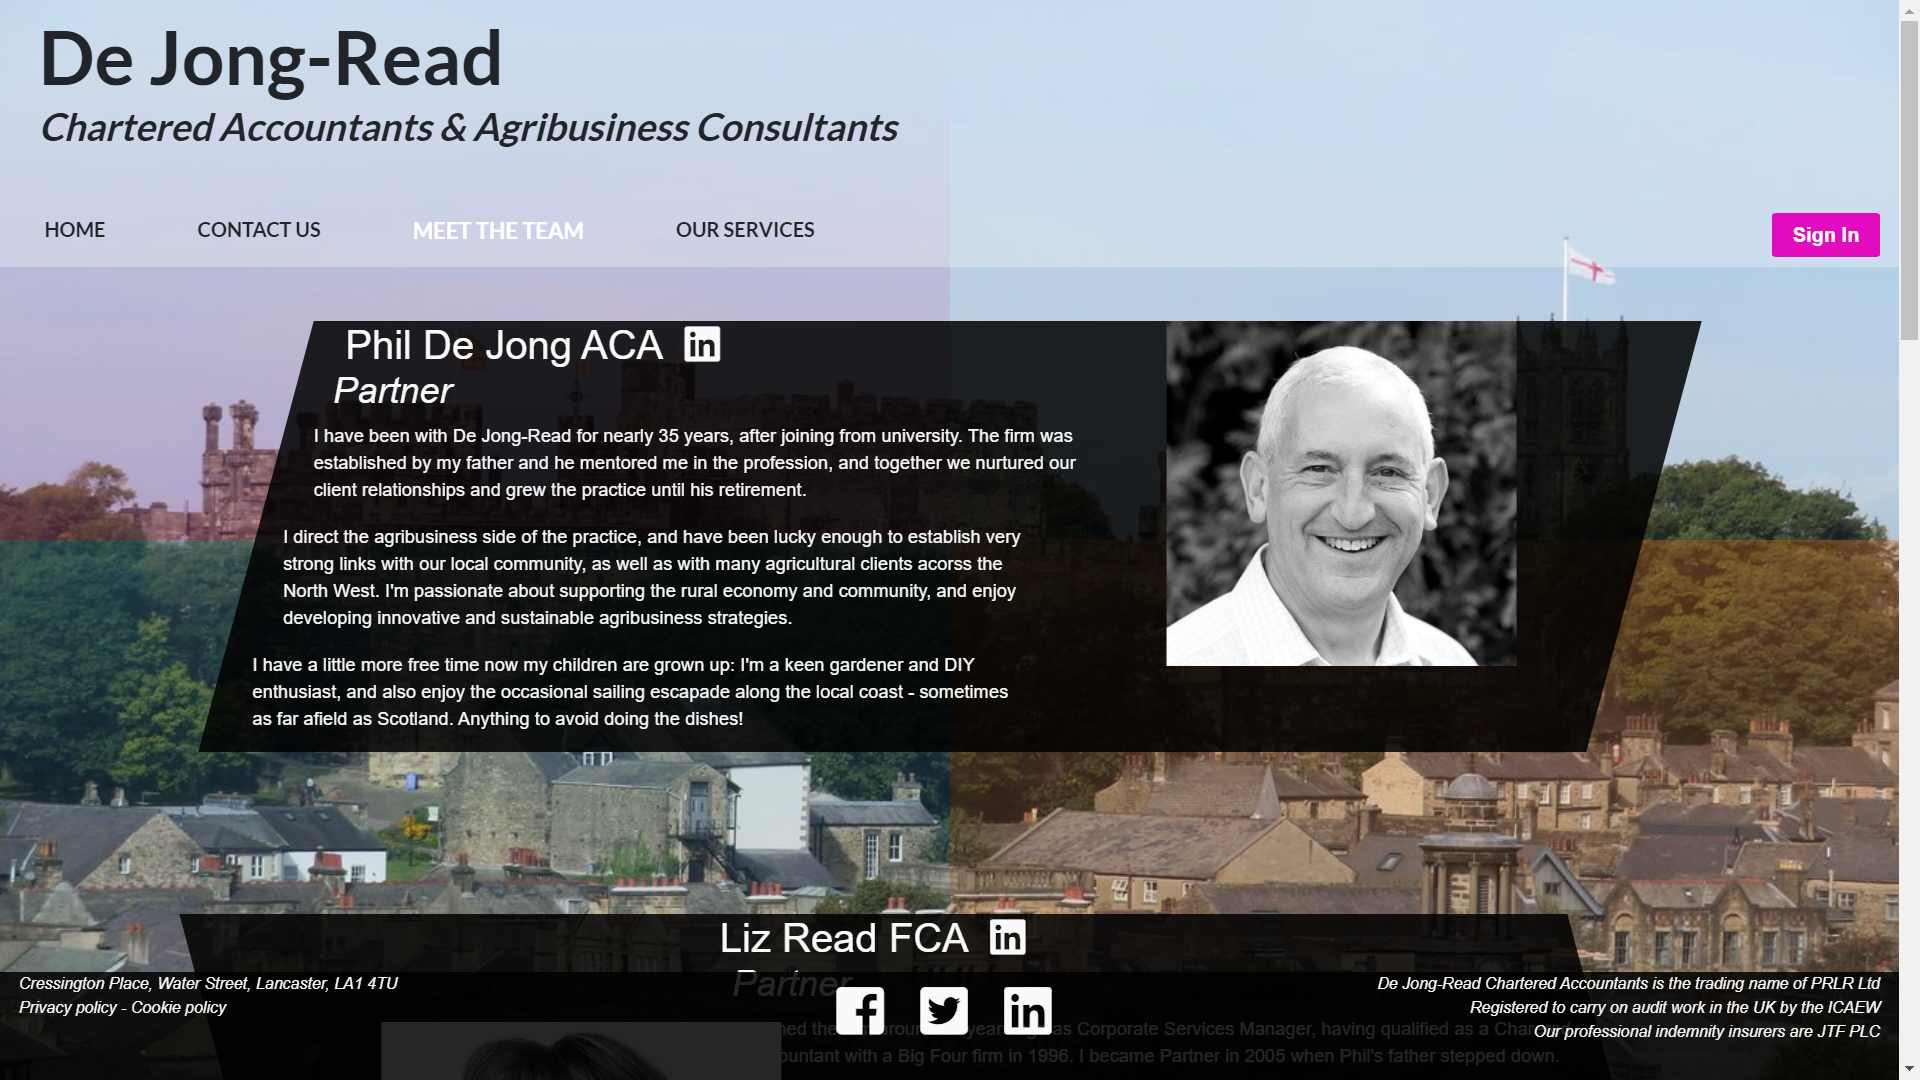 De Jong-Read
Chartered Accountants & Agribusiness Consultants
HOME
CONTACT US
MEET THE TEAM
OUR SERVICES
Sign In
Phil De Jong ACA
Partner
I have been with De Jong-Read for nearly 35 years, after joining from university. The firm was
established by my father and he mentored me in the profession, and together we nurtured our
client relationships and grew the practice until his retirement.
I direct the agribusiness side of the practice, and have been lucky enough to establish very
strong links with our local community, as well as with many agricultural clients acorss the
North West. I'm passionate about supporting the rural economy and community, and enjoy
developing innovative and sustainable agribusiness strategies.
I have a little more free time now my children are grown up: I'm a keen gardener and DIY
enthusiast, and also enjoy the occasional sailing escapade along the local coast - sometimes
as far afield as Scotland. Anything to avoid doing the dishes!
Liz Read FCA
Partner
as Corporate Services Manager, having qualified as a
with a Big Four firm in 1996. I became Partner in 2005 when Phil's father stepped down.
Cressington Place, Water Street, Lancaster, LA1 4TU
Privacy policy - Cookie policy
De Jong-Read Chartered Accountants is the trading name of PRLR Ltd
Registered to carry on audit work in the UK by the ICAEW
Our professional indemnity insurers are JTF PLC